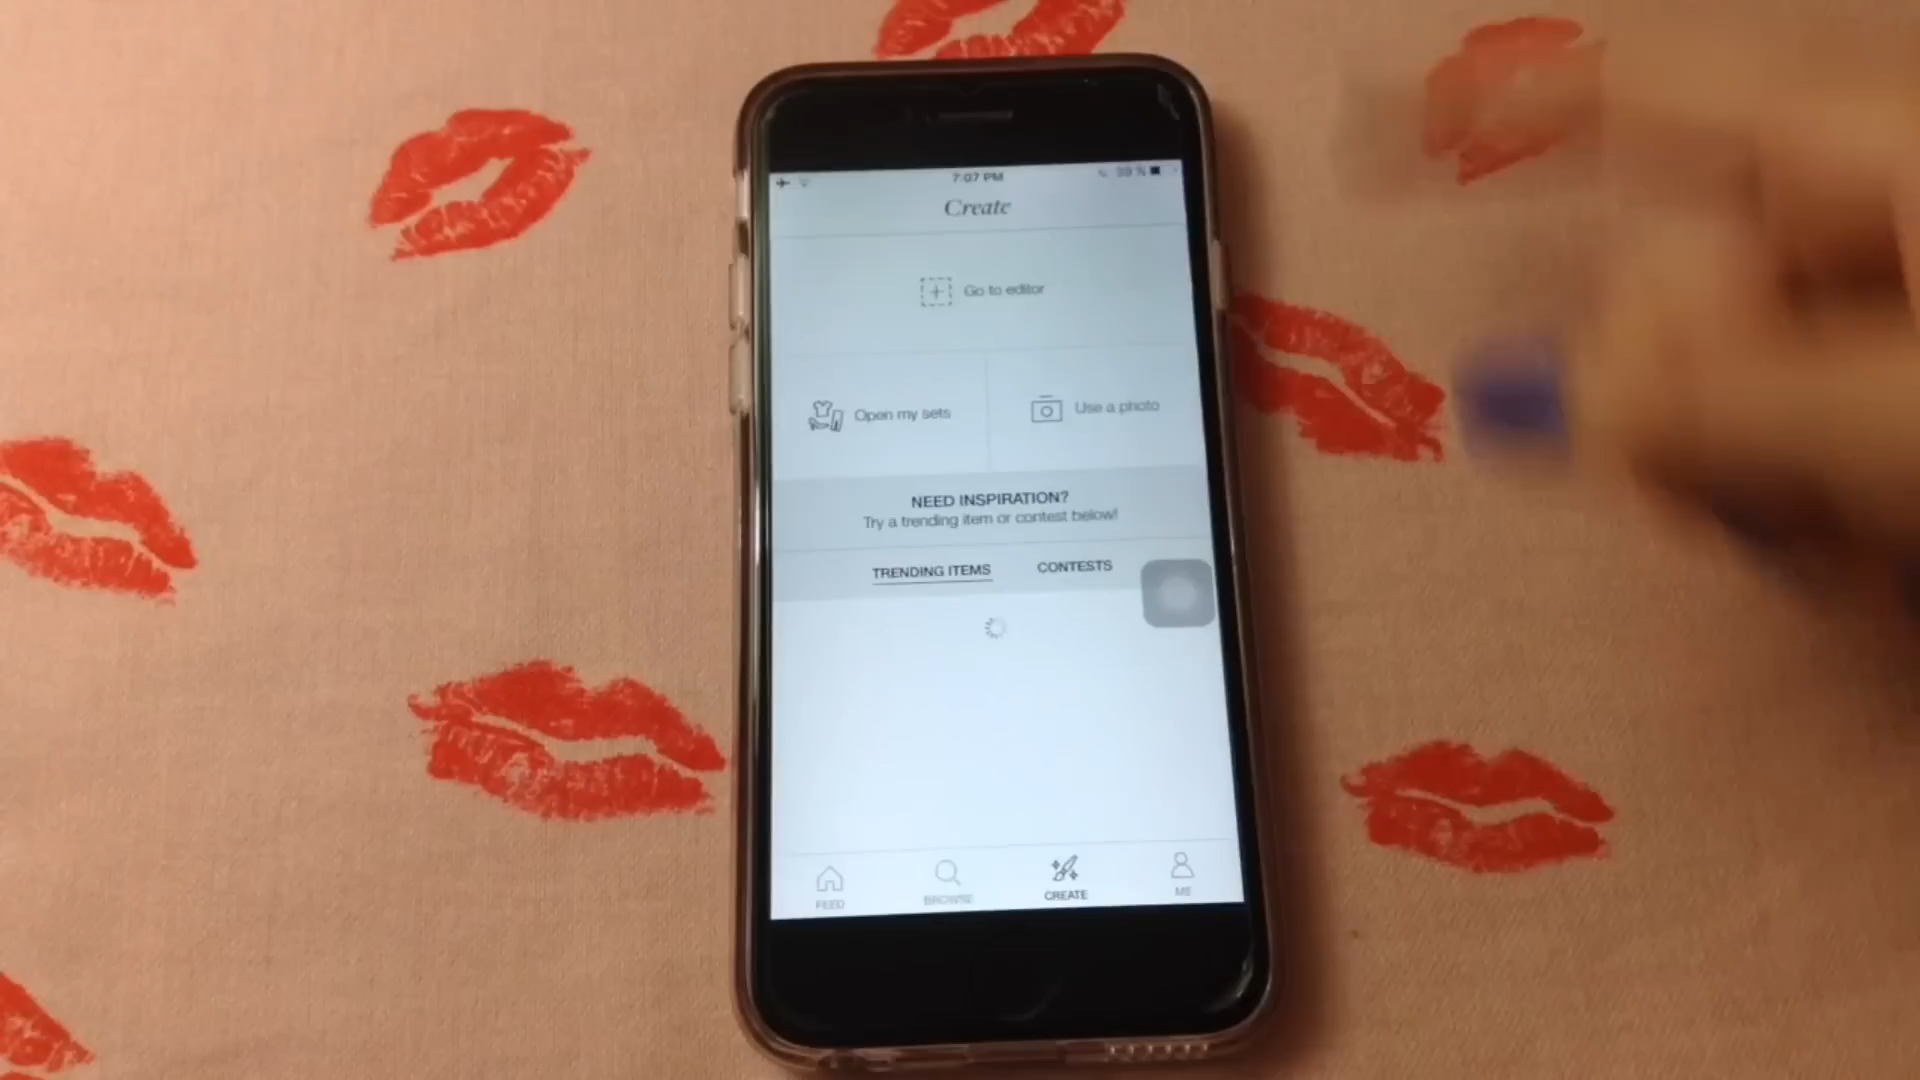 7:07 PM
39 %
Create
Go to editor
Open my sets
Use a photo
NEED INSPIRATION?
Try a trending item or contest below!
TRENDING ITEMS
CONTESTS
FEED
BROWSE
CREATE
ME